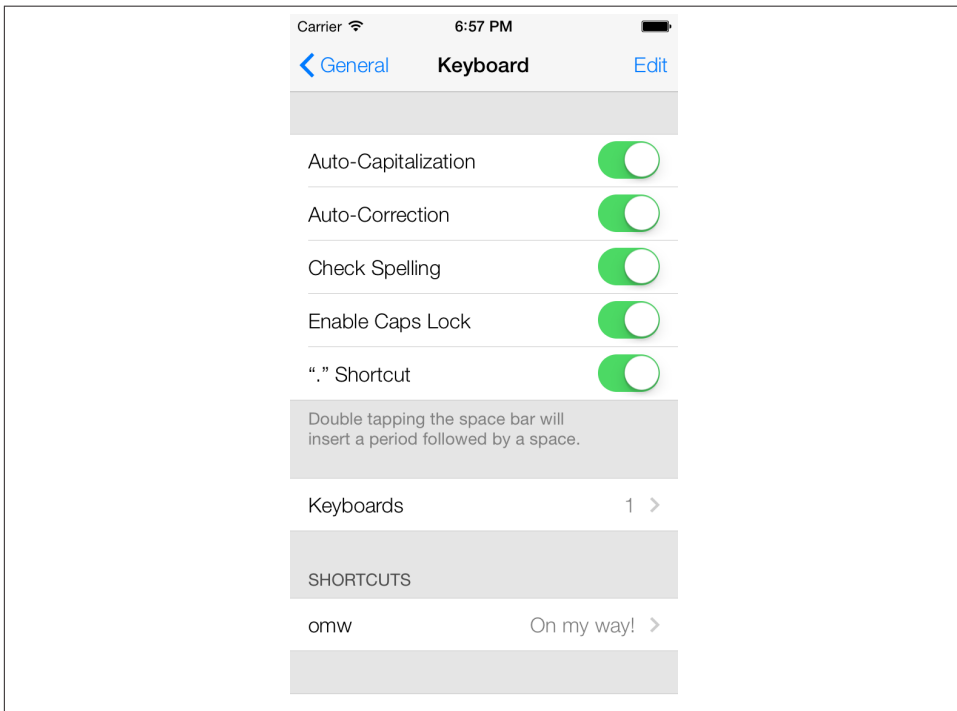 Carrier 6:57 PM
General Keyboard Edit
Auto-Capitalization
Auto-Correction
Check Spelling
Enable Caps Lock
“.” Shortcut
Double tapping the space bar will
insert a period followed by a space.
Keyboards 1
SHORTCUTS
omw On my way!